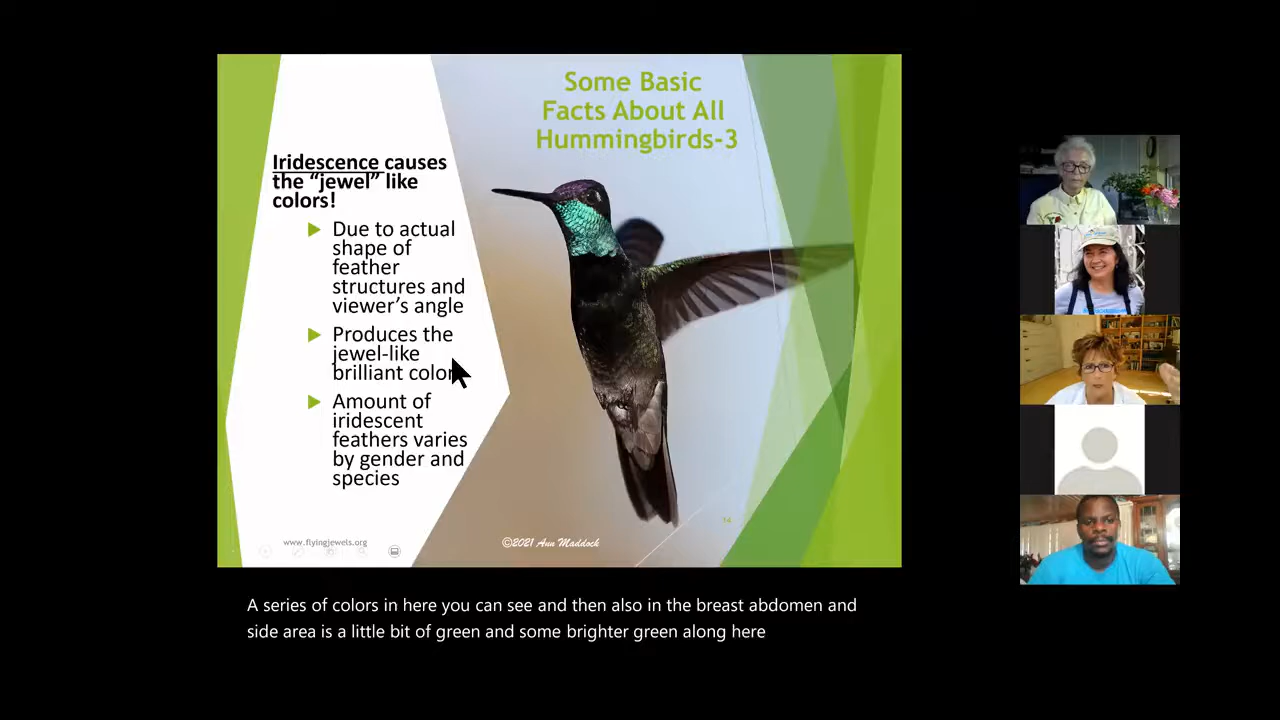 Some Basic
Facts About All
Hummingbirds-3
Iridescence causes
the “jewel” like
colors!
Due to actual
shape of
feather
structures and
viewer’s angle
Produces the
jewel-like
brilliant color
Amount of
iridescent
feathers varies
by gender and
species
14
www.flyingjewels.org
©2021 Ann Maddock
A series of colors in here you can see and then also in the breast abdomen and
side area is a little bit of green and some brighter green along here